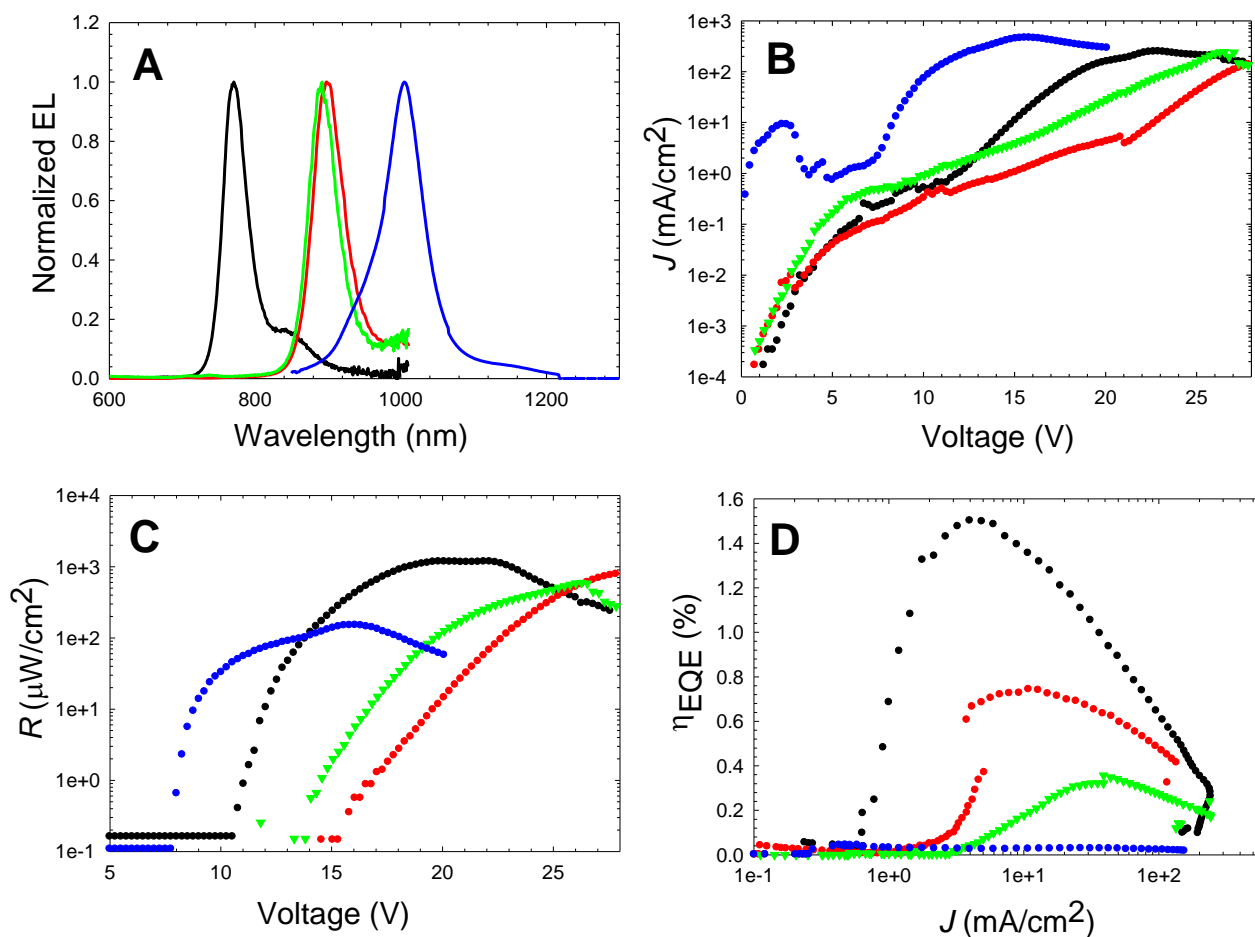 A
Normalized EL
1.2
1.0
0.8
0.6
0.4
0.2
0.0
600 800 1000 1200
Wavelength (nm)
B
J (mA/cm2)
1e+3
1e+2
1e+1
1e+0
1e-1
1e-2
1e-3
1e-4
0 5 10 15 20 25
Voltage (V)
C
R (μW/cm2)
1e+4
1e+3
1e+2
1e+1
1e+0
1e-1
5 10 15 20 25
Voltage (V)
D
ηEQE (%)
1.6
1.4
1.2
1.0
0.8
0.6
0.4
0.2
0.0
1e-1 1e+0 1e+1 1e+2
J (mA/cm2)